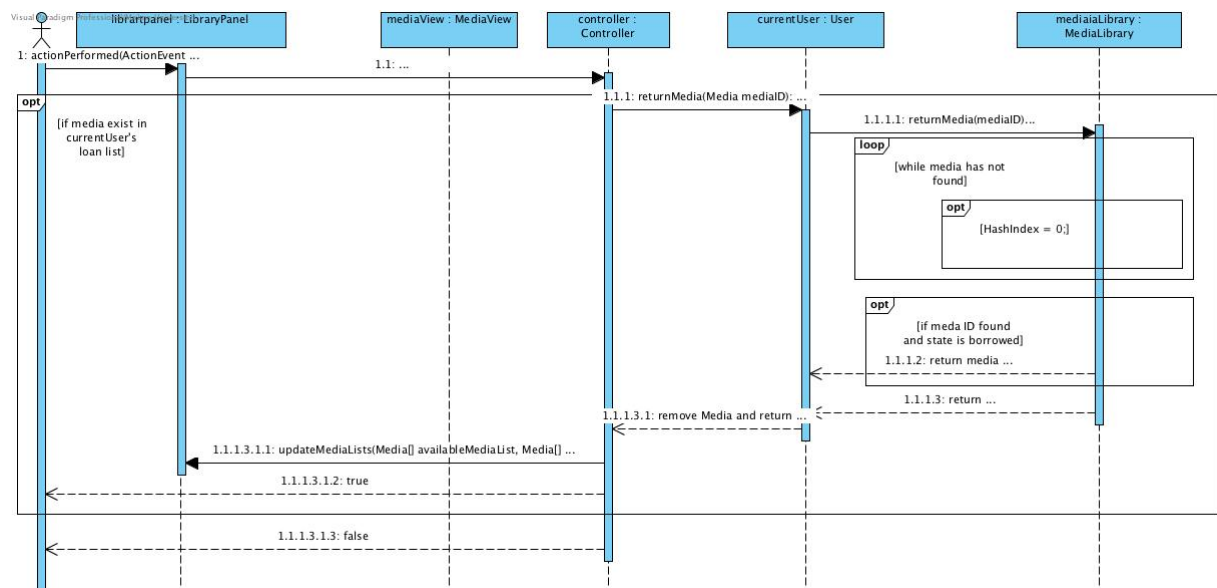 Visual Paradigm Professional
LibraryPanel
mediaView : MediaView
controller :
Controller
currentUser : User
mediaiaLibrary :
MediaLibrary
1: actionPerformed(ActionEvent ...
1.1: ...
opt
[if media exist in
currentUser's
loan list]
1.1.1: returnMedia(Media mediaID): ...
1.1.1.1: returnMedia(mediaID)...
loop
[while media has not
found]
opt
[HashIndex = 0;]
opt
[if meda ID found
and state is borrowed]
1.1.1.2: return media ...
1.1.1.3: return ...
1.1.1.3.1: remove Media and return ...
1.1.1.3.1.1: updateMediaLists(Media[] availableMediaList, Media[] ...
1.1.1.3.1.2: true
1.1.1.3.1.3: false